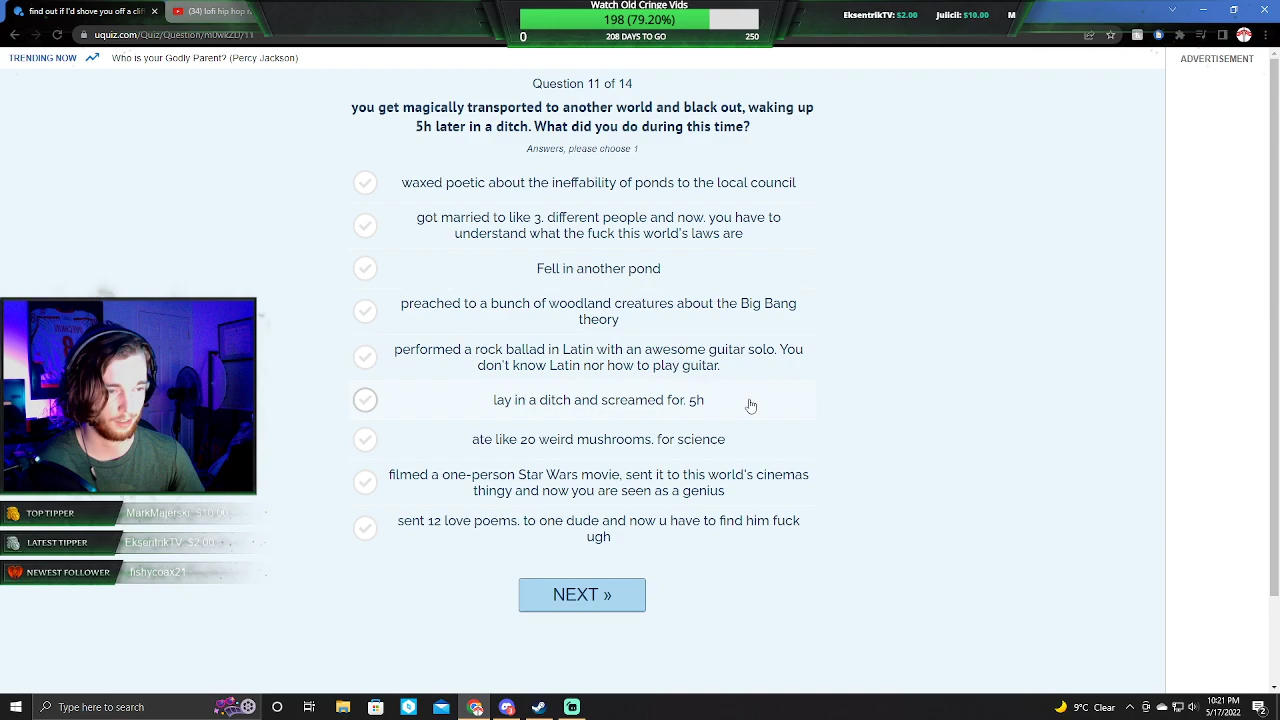 find out if I'd shove you off a clif
(34) lofi hip hop r
Watch Old Cringe Vids
198 (79.20%)
0
208 DAYS TO GO
250
EksentrikTV: $2.00
Juilcil: $10.00
M
TRENDING NOW
Who is your Godly Parent? (Percy Jackson)
ADVERTISEMENT
Question 11 of 14
you get magically transported to another world and black out, waking up
5h later in a ditch. What did you do during this time?
Answers, please choose 1
waxed poetic about the ineffability of ponds to the local council
got married to like 3. different people and now. you have to
understand what the fuck this world's laws are
Fell in another pond
preached to a bunch of woodland creatures about the Big Bang
theory
performed a rock ballad in Latin with an awesome guitar solo. You
don't know Latin nor how to play guitar.
lay in a ditch and screamed for. 5h
ate like 20 weird mushrooms. for science
filmed a one-person Star Wars movie, sent it to this world's cinemas
thingy and now you are seen as a genius
sent 12 love poems. to one dude and now u have to find him fuck
ugh
NEXT »
TOP TIPPER
MarkMajerski: $10.00
LATEST TIPPER
EksentrikTV: $2.00
NEWEST FOLLOWER
fishycoax21
Type here to search
9°C Clear
10:21 PM
5/17/2022